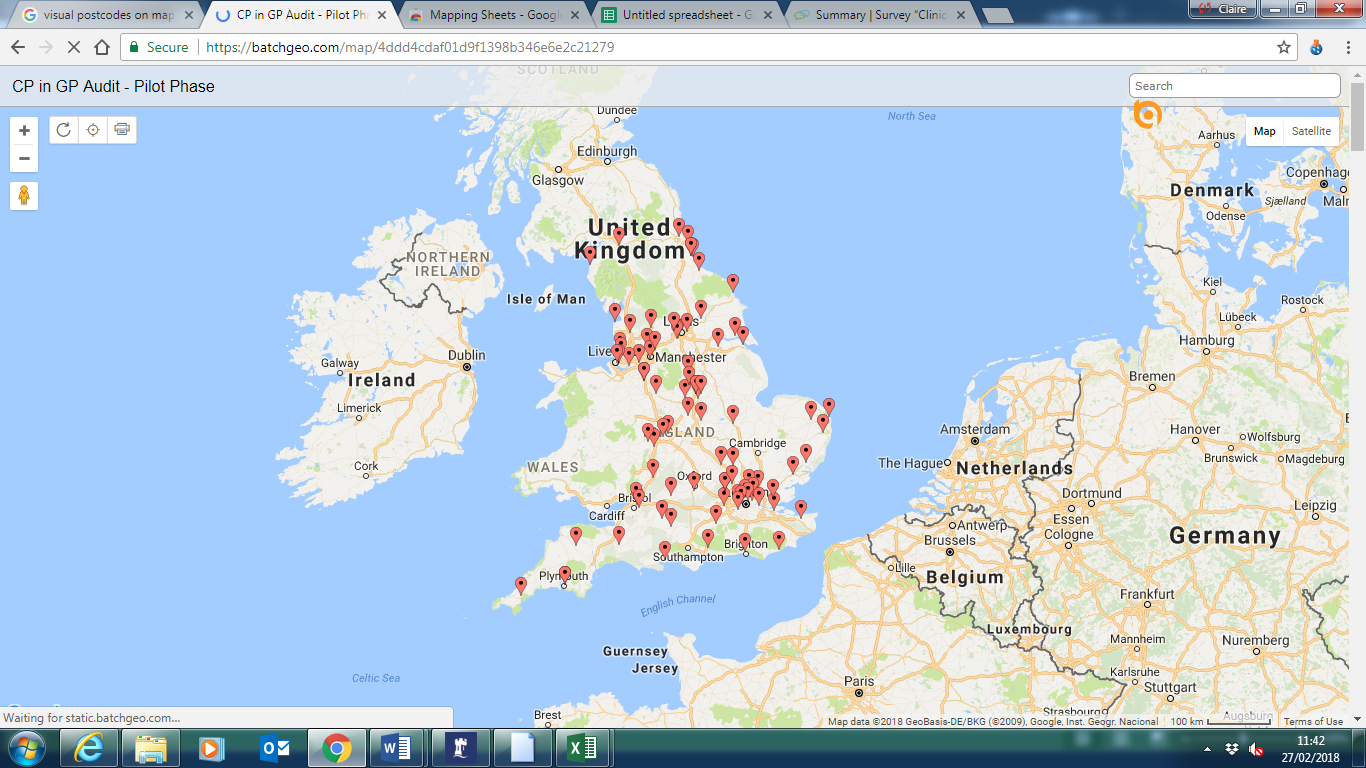 visual postcodes on map
CP in GP Audit - Pilot Pha
Mapping Sheets - Google
Untitled spreadsheet - G
Summary | Survey "Clinic
Claire
Secure
https://batchgeo.com/map/4ddd4cdaf01d9f1398b346e6e2c21279
CP in GP Audit - Pilot Phase
Search
Map
Satellite
SCOTLAND
Dundee
North Sea
Aarhus
Edinburgh
Glasgow
Copenhage
Denmark
Sjælland
Malm
Odense
United
Kingdom
NORTHERN
IRELAND
Kiel
Isle of Man
Rostock
Lübeck
Hamburg
Dublin
Manchester
Galway
Ireland
Bremen
Limerick
Amsterdam
Hanover
Wolfsburg
Cambridge
WALES
The Hague
Netherlands
Brunswick
Magdeburg
Cork
Oxford
Dortmund
Bristol
Leipzig
Cardiff
Antwerp
Essen
Brussels
Cologne
Germany
Brighton
Southampton
Lille
Belgium
Plymouth
Frankfurt
English Channel
Luxembourg
Mannheim
Nuremberg
Guernsey
Jersey
Karlsruhe
Celtic Sea
Paris
Stuttgart
Strasbourg
Augsburg
Brest
Waiting for static.batchgeo.com...
Map data ©2018 GeoBasis-DE/BKG (©2009), Google, Inst. Geogr. Nacional
100 km
Terms of Use
11:42
27/02/2018